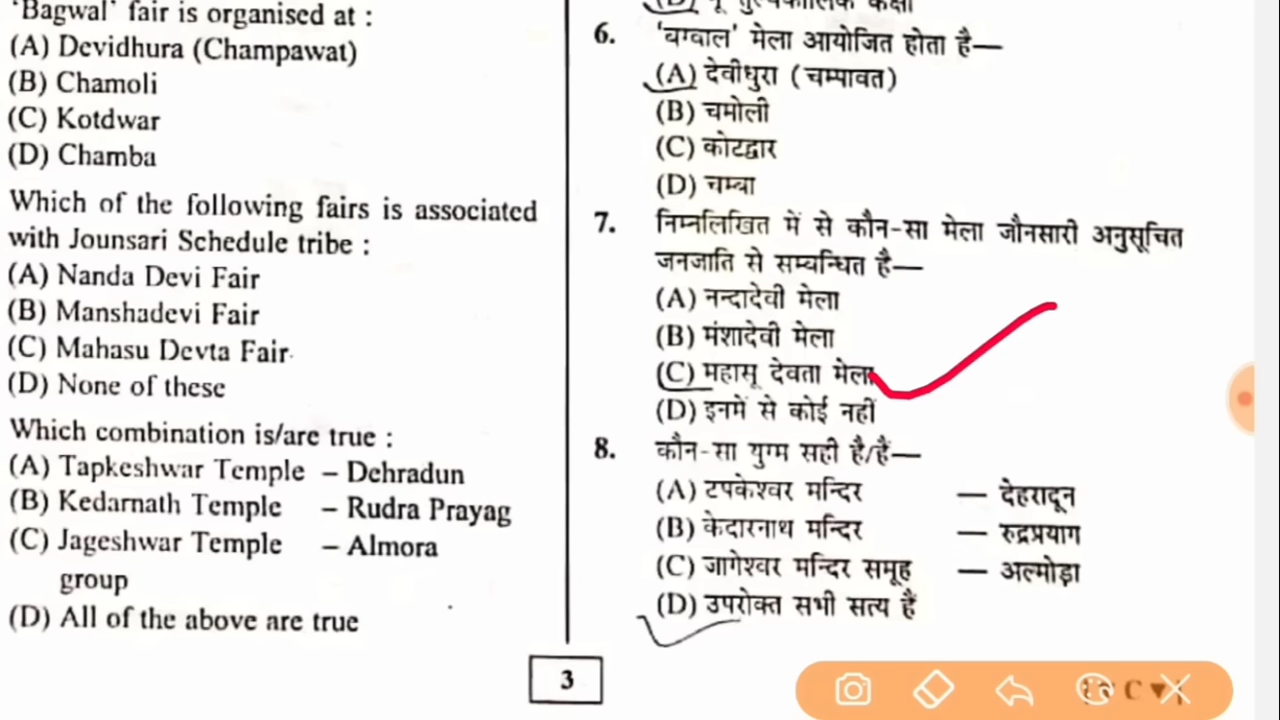 'Bagwal' fair is organised at :
(A) Devidhura (Champawat)
(B) Chamoli
(C) Kotdwar
(D) Chamba
Which of the following fairs is associated
with Jounsari Schedule tribe :
(A) Nanda Devi Fair
(B) Manshadevi Fair
(C) Mahasu Devta Fair
(D) None of these
Which combination is/are true :
(A) Tapkeshwar Temple – Dehradun
(B) Kedarnath Temple – Rudra Prayag
(C) Jageshwar Temple – Almora
group
(D) All of the above are true
(D) भू तुल्यकालिक कक्षा
6. 'बग्वाल' मेला आयोजित होता है—
(A) देवीधुरा (चम्पावत)
(B) चमोली
(C) कोटद्वार
(D) चम्बा
7. निम्नलिखित में से कौन-सा मेला जौनसारी अनुसूचित
जनजाति से सम्बन्धित है—
(A) नन्दादेवी मेला
(B) मंशादेवी मेला
(C) महासू देवता मेला
(D) इनमें से कोई नहीं
8. कौन-सा युग्म सही है/हैं—
(A) टपकेश्वर मन्दिर — देहरादून
(B) केदारनाथ मन्दिर — रुद्रप्रयाग
(C) जागेश्वर मन्दिर समूह — अल्मोड़ा
(D) उपरोक्त सभी सत्य हैं
3
C ▼